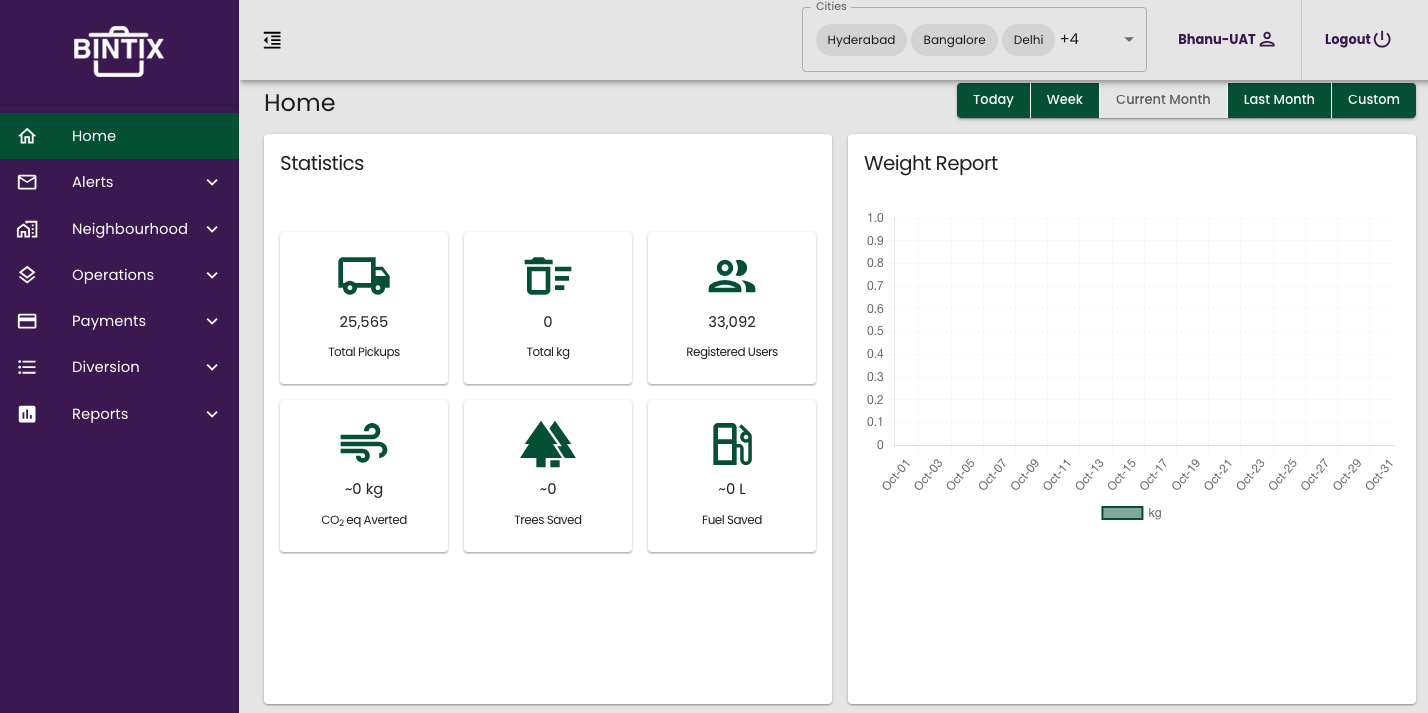 BINTIX
Cities
Hyderabad Bangalore Delhi +4
Bhanu-UAT
Logout
Home
Alerts
Neighbourhood
Operations
Payments
Diversion
Reports
Home
Today Week Current Month Last Month Custom
Statistics
25,565
Total Pickups
0
Total kg
33,092
Registered Users
~0 kg
CO2 eq Averted
~0
Trees Saved
~0 L
Fuel Saved
Weight Report
1.0
0.9
0.8
0.7
0.6
0.5
0.4
0.3
0.2
0.1
0
Oct-01 Oct-03 Oct-05 Oct-07 Oct-09 Oct-11 Oct-13 Oct-15 Oct-17 Oct-19 Oct-21 Oct-23 Oct-25 Oct-27 Oct-29 Oct-31
kg